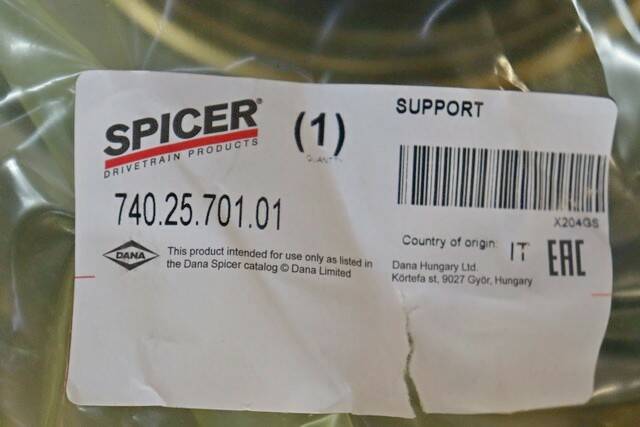 SPICER®
DRIVETRAIN PRODUCTS
(1)
QUANTITY
SUPPORT
740.25.701.01
X204GS
DANA
This product intended for use only as listed in
the Dana Spicer catalog © Dana Limited
Country of origin: IT
EAC
Dana Hungary Ltd.
Körtefa st, 9027 Györ, Hungary